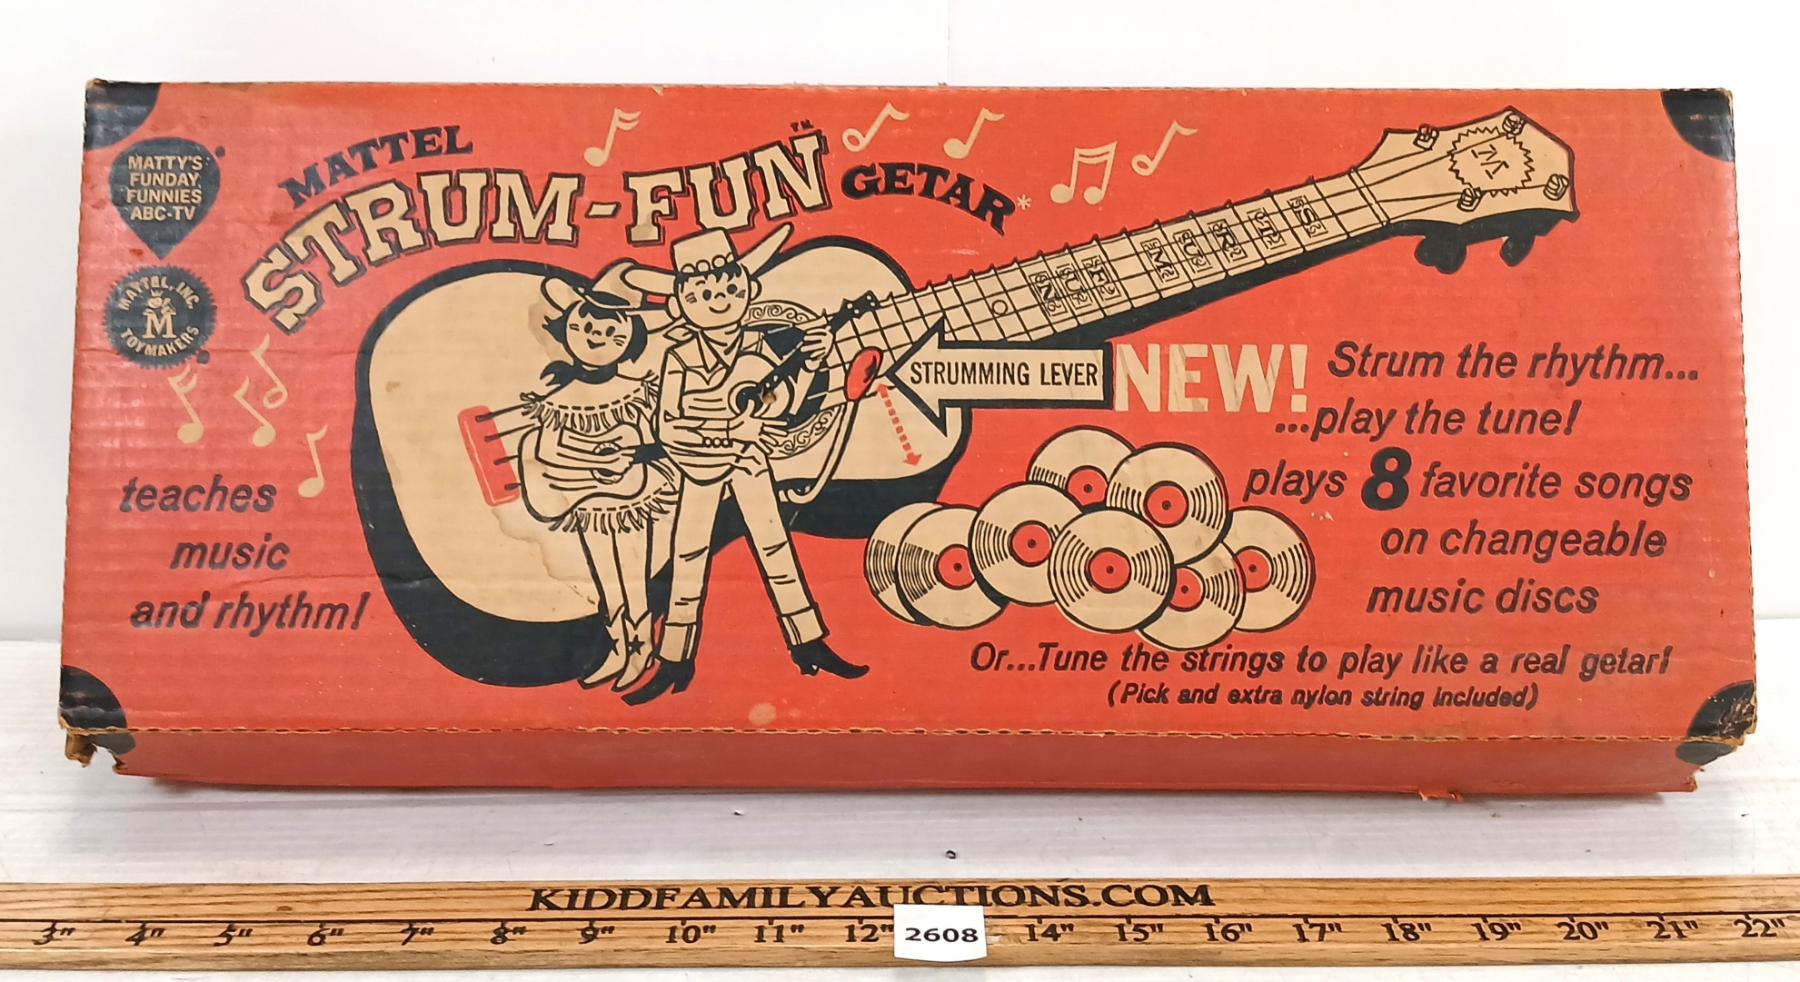 MATTY'S
FUNDAY
FUNNIES
ABC-TV
MATTEL, INC
M
TOYMAKERS
MATTEL
STRUM-FUN™
GETAR*
M
STRUMMING LEVER
NEW!
Strum the rhythm...
...play the tune!
plays 8 favorite songs
on changeable
music discs
teaches
music
and rhythm!
Or...Tune the strings to play like a real getar!
(Pick and extra nylon string included)
KIDDFAMILYAUCTIONS.COM
3" 4" 5" 6" 7" 8" 9" 10" 11" 12" 2608 14" 15" 16" 17" 18" 19" 20" 21" 22"